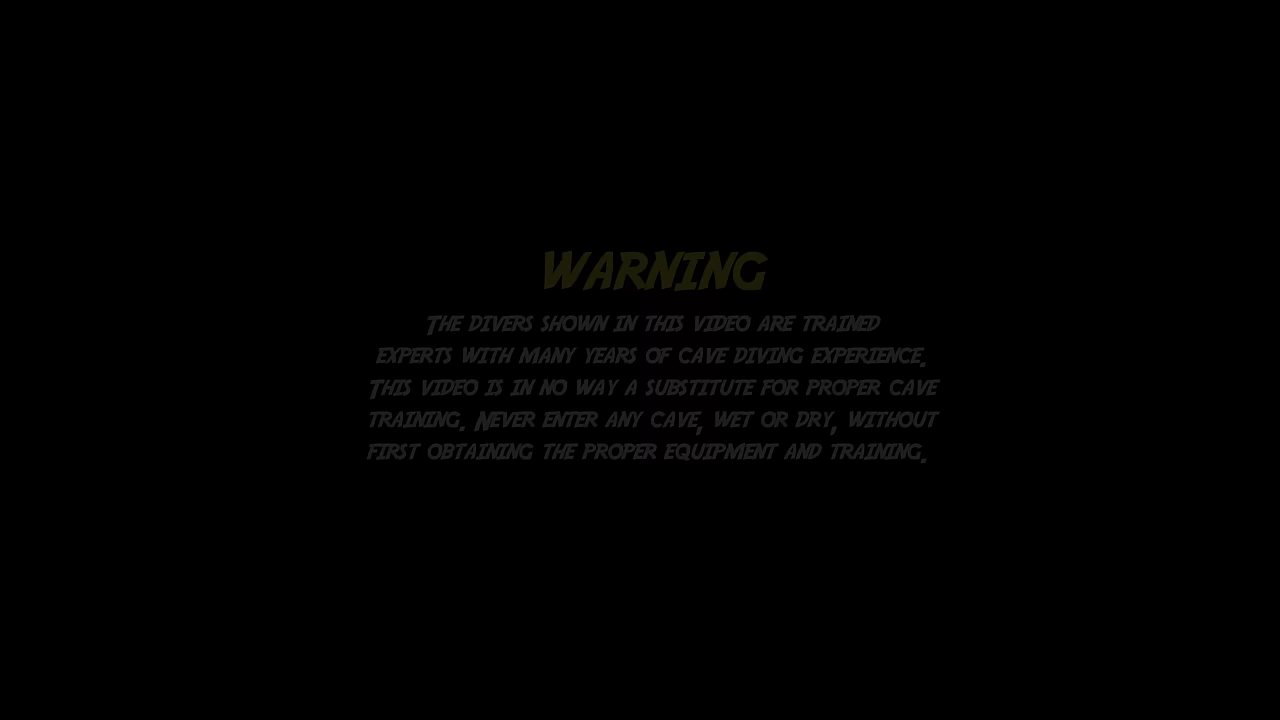 WARNING
THE DIVERS SHOWN IN THIS VIDEO ARE TRAINED
EXPERTS WITH MANY YEARS OF CAVE DIVING EXPERIENCE.
THIS VIDEO IS IN NO WAY A SUBSTITUTE FOR PROPER CAVE
TRAINING. NEVER ENTER ANY CAVE, WET OR DRY, WITHOUT
FIRST OBTAINING THE PROPER EQUIPMENT AND TRAINING.